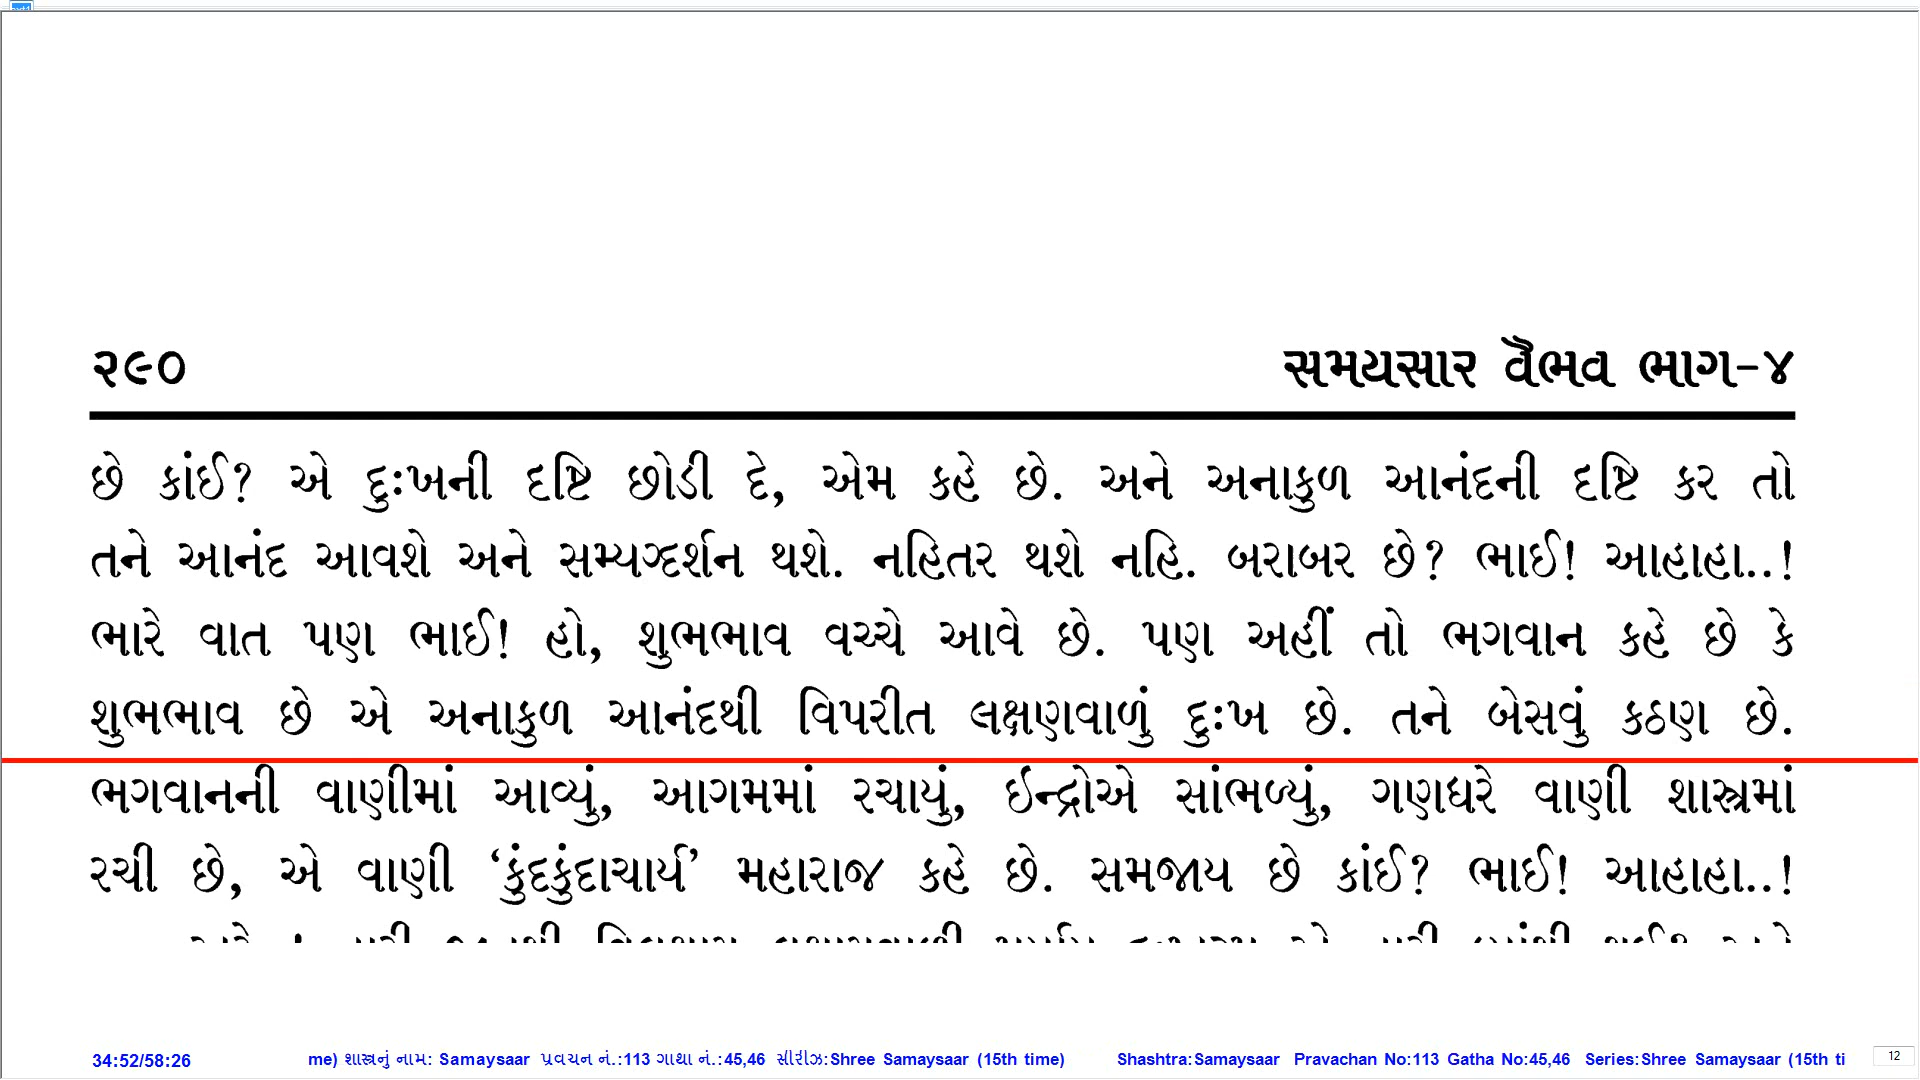 ૨૯૦ સમયસાર વૈભવ ભાગ-૪
છે કાંઈ? એ દુઃખની દૃષ્ટિ છોડી દે, એમ કહે છે. અને અનાકુળ આનંદની દૃષ્ટિ કર તો
તને આનંદ આવશે અને સમ્યગ્દર્શન થશે. નહિતર થશે નહિ. બરાબર છે? ભાઈ! આહાહા..!
ભારે વાત પણ ભાઈ! હો, શુભભાવ વચ્ચે આવે છે. પણ અહીં તો ભગવાન કહે છે કે
શુભભાવ છે એ અનાકુળ આનંદથી વિપરીત લક્ષણવાળું દુઃખ છે. તને બેસવું કઠણ છે.
ભગવાનની વાણીમાં આવ્યું, આગમમાં રચાયું, ઈન્દ્રોએ સાંભળ્યું, ગણધરે વાણી શાસ્ત્રમાં
રચી છે, એ વાણી ‘કુંદકુંદાચાર્ય’ મહારાજ કહે છે. સમજાય છે કાંઈ? ભાઈ! આહાહા..!
34:52/58:26 me) શાસ્ત્રનું નામ: Samaysaar પ્રવચન નં.:113 ગાથા નં.:45,46 સીરીઝ:Shree Samaysaar (15th time) Shashtra:Samaysaar Pravachan No:113 Gatha No:45,46 Series:Shree Samaysaar (15th ti 12